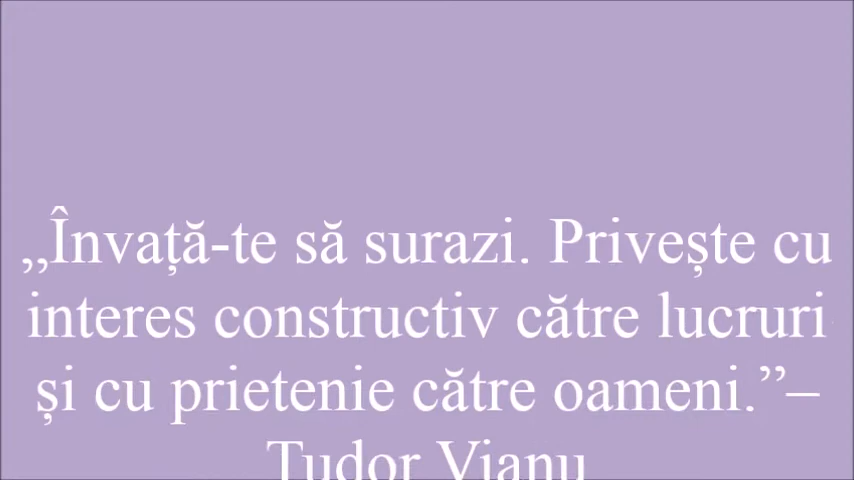 „Învață-te să surazi. Privește cu
interes constructiv către lucruri
și cu prietenie către oameni.”–
Tudor Vianu